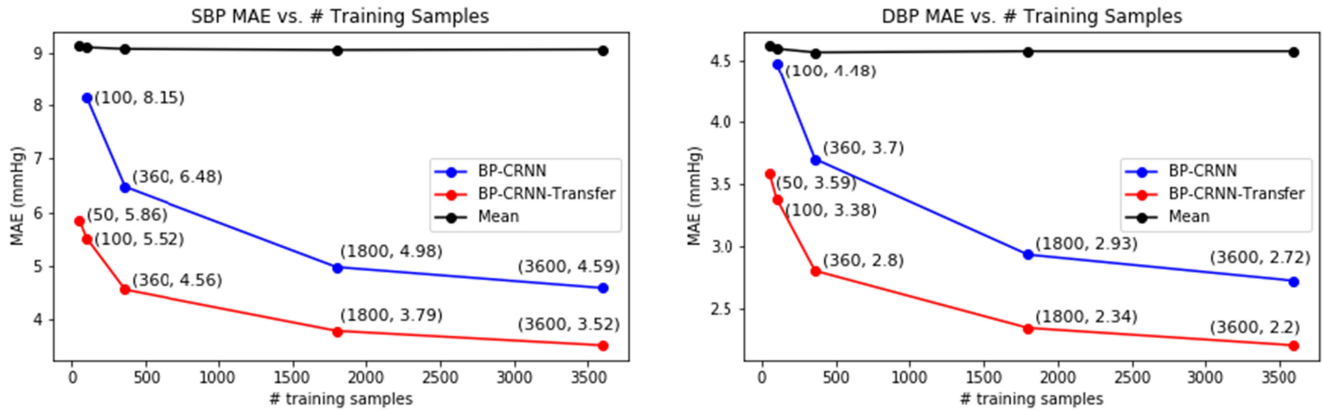 SBP MAE vs. # Training Samples
9
8
7
6
5
4
MAE (mmHg)
(100, 8.15)
(360, 6.48)
(50, 5.86)
(100, 5.52)
(360, 4.56)
(1800, 4.98)
(3600, 4.59)
(1800, 3.79)
(3600, 3.52)
BP-CRNN
BP-CRNN-Transfer
Mean
0 500 1000 1500 2000 2500 3000 3500
# training samples
DBP MAE vs. # Training Samples
4.5
4.0
3.5
3.0
2.5
MAE (mmHg)
(100, 4.48)
(360, 3.7)
(50, 3.59)
(100, 3.38)
(360, 2.8)
(1800, 2.93)
(3600, 2.72)
(1800, 2.34)
(3600, 2.2)
BP-CRNN
BP-CRNN-Transfer
Mean
0 500 1000 1500 2000 2500 3000 3500
# training samples